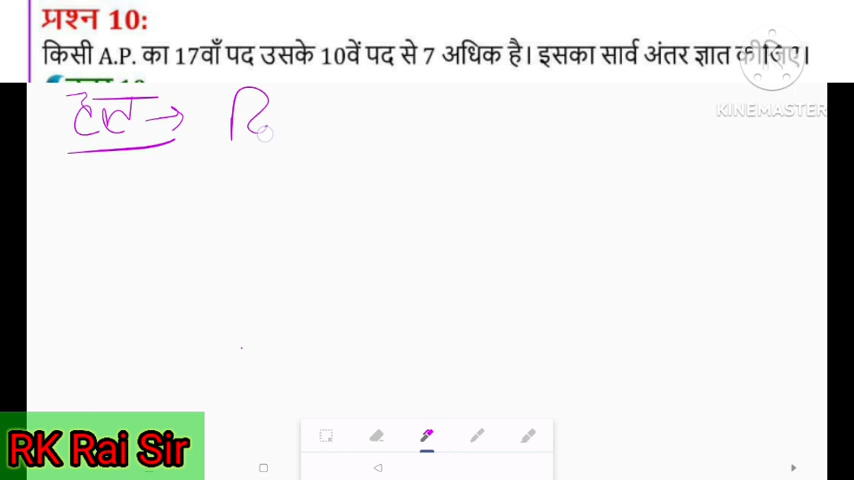 प्रश्न 10:
किसी A.P. का 17वाँ पद उसके 10वें पद से 7 अधिक है। इसका सार्व अंतर ज्ञात कीजिए।
KINEMASTER
हल →
RK Rai Sir